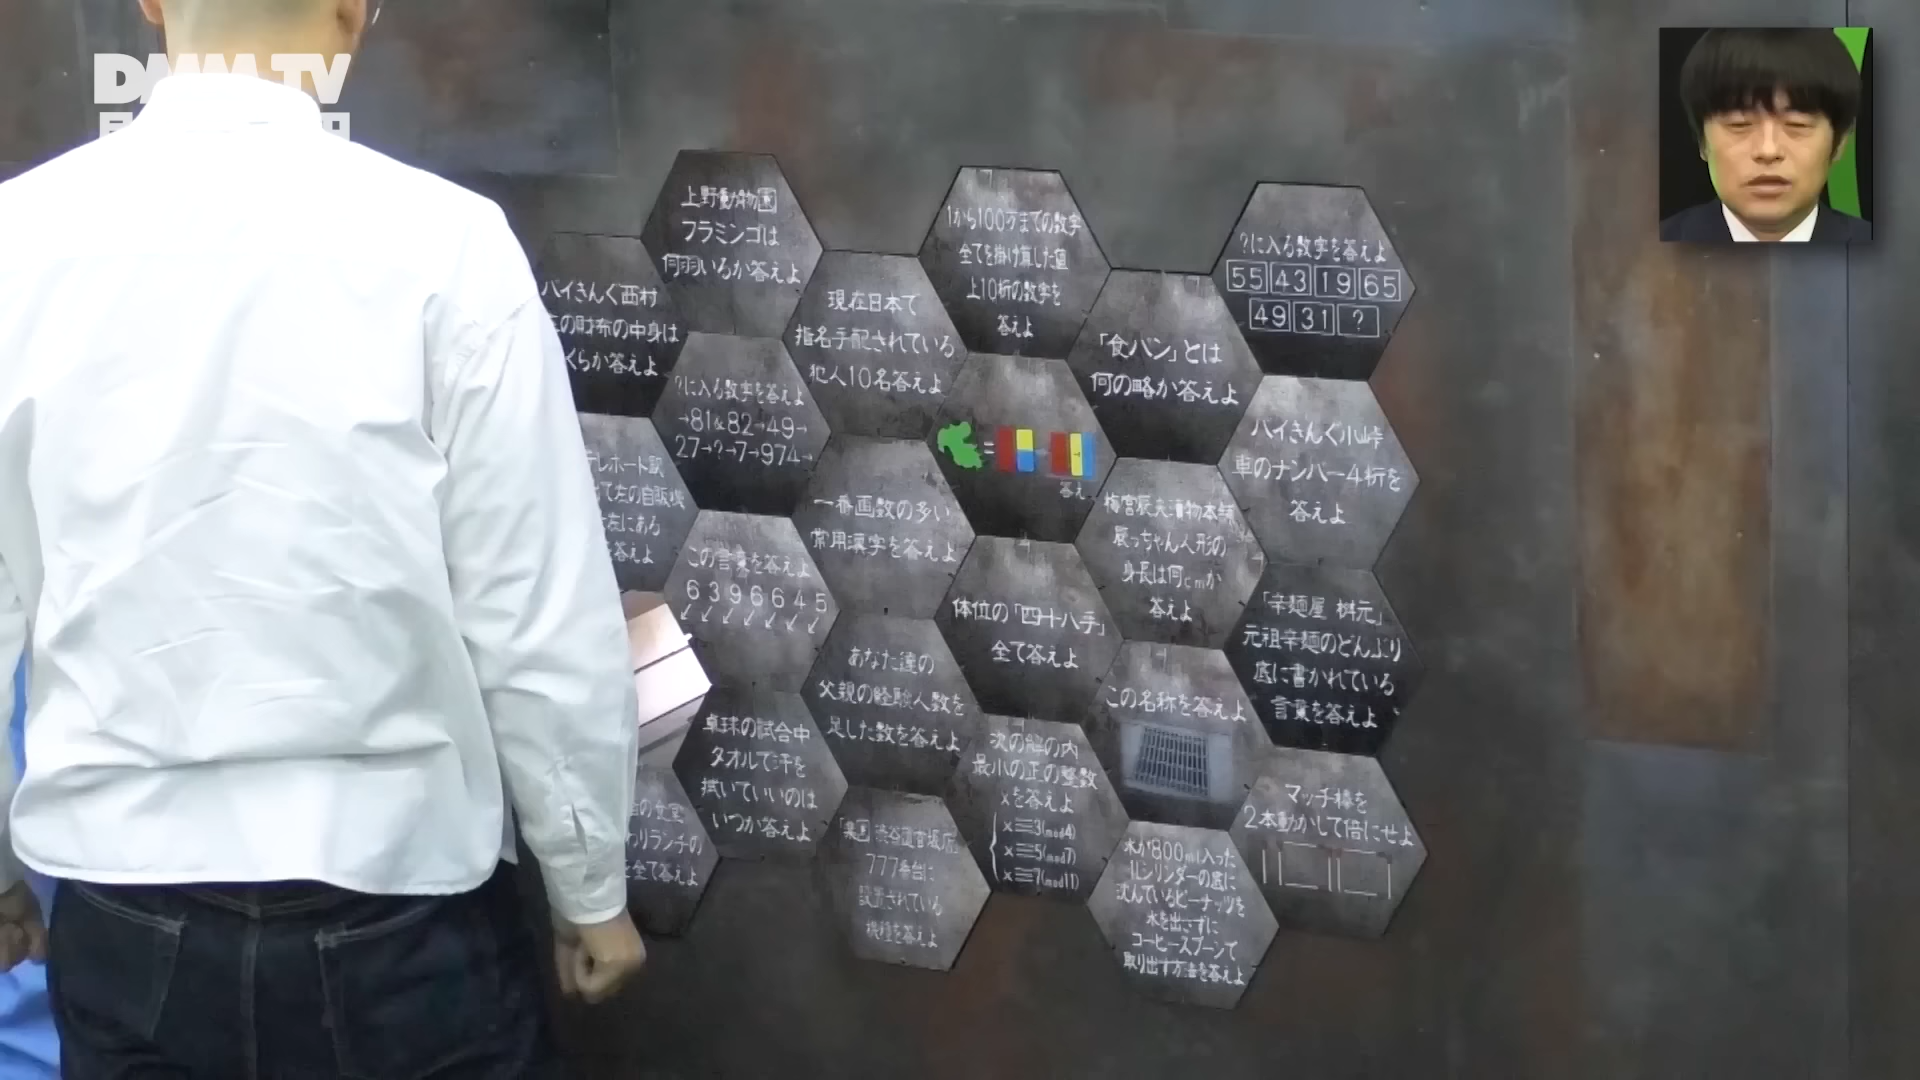 DMM TV
上野動物園
フラミンゴは
何羽いるか答えよ
バイきんぐ西村
の財布の中身は
くらか答えよ
現在日本で
指名手配されている
犯人10名答えよ
1から100万までの数字
全てを掛け算した値
上10桁の数字を
答えよ
「食パン」とは
何の略か答えよ
?に入る数字を答えよ
55 43 19 65
49 31 ?
?に入る数字を答えよ
→81&82→49→
27→?→7→974→
テレポート駅
て左の自販機
左にある
答えよ
一番画数の多い
常用漢字を答えよ
=
答え
バイきんぐ小峠
車のナンバー4桁を
答えよ
梅宮辰夫漬物本舗
辰っちゃん人形の
身長は何cmか
答えよ
この言葉を答えよ
6 3 9 6 6 4 5
↙ ↙ ↙ ↙ ↙ ↙ ↙
体位の「四十八手」
全て答えよ
「辛麺屋 桝元」
元祖辛麺のどんぶり
底に書かれている
言葉を答えよ
あなた達の
父親の経験人数を
足した数を答えよ
この名称を答えよ
卓球の試合中
タオルで汗を
拭いていいのは
いつか答えよ
次の解の内
最小の正の整数
xを答えよ
x≡3(mod4)
x≡5(mod7)
x≡7(mod11)
マッチ棒を
2本動かして倍にせよ
わりランチの
全て答えよ
「楽園 渋谷道玄坂店」
777番台に
設置されている
機種を答えよ
水が800ml入った
1Lシリンダーの底に
沈んでいるピーナッツを
水を出さずに
コーヒースプーンで
取り出す方法を答えよ